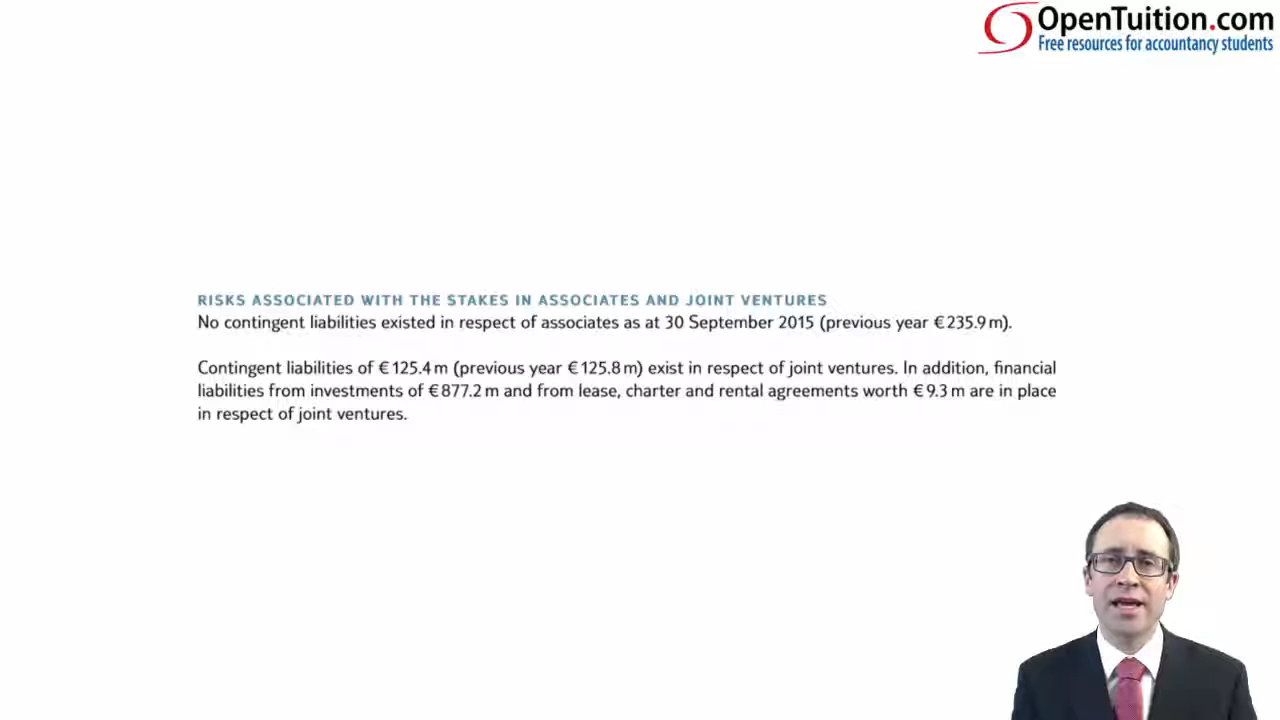 OpenTuition.com
Free resources for accountancy students
RISKS ASSOCIATED WITH THE STAKES IN ASSOCIATES AND JOINT VENTURES
No contingent liabilities existed in respect of associates as at 30 September 2015 (previous year €235.9 m).
Contingent liabilities of €125.4 m (previous year €125.8 m) exist in respect of joint ventures. In addition, financial
liabilities from investments of €877.2 m and from lease, charter and rental agreements worth €9.3 m are in place
in respect of joint ventures.